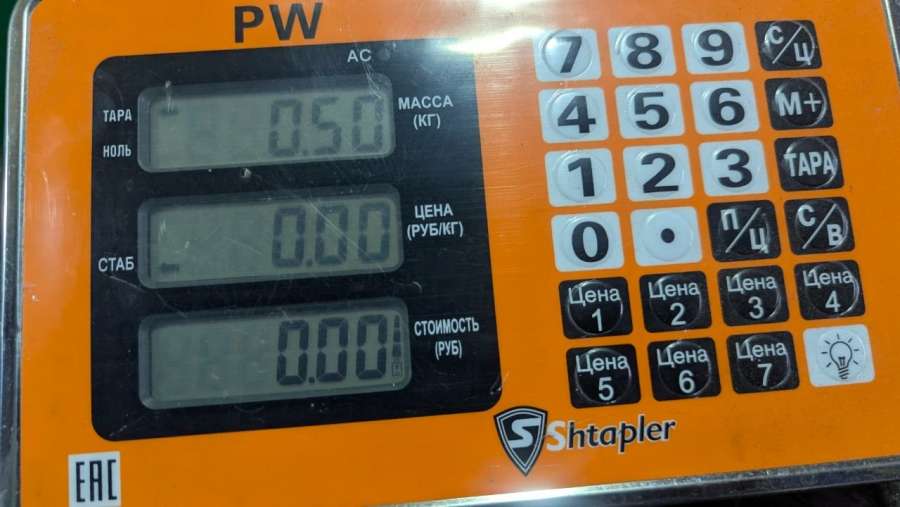 PW
AC
ТАРА
НОЛЬ
0.50
МАССА
(КГ)
СТАБ
0.00
ЦЕНА
(РУБ/КГ)
0.00
СТОИМОСТЬ
(РУБ)
7 8 9 С/Ц
4 5 6 М+
1 2 3 ТАРА
0 . П/Ц С/В
Цена 1 Цена 2 Цена 3 Цена 4
Цена 5 Цена 6 Цена 7
S Shtapler
EAC